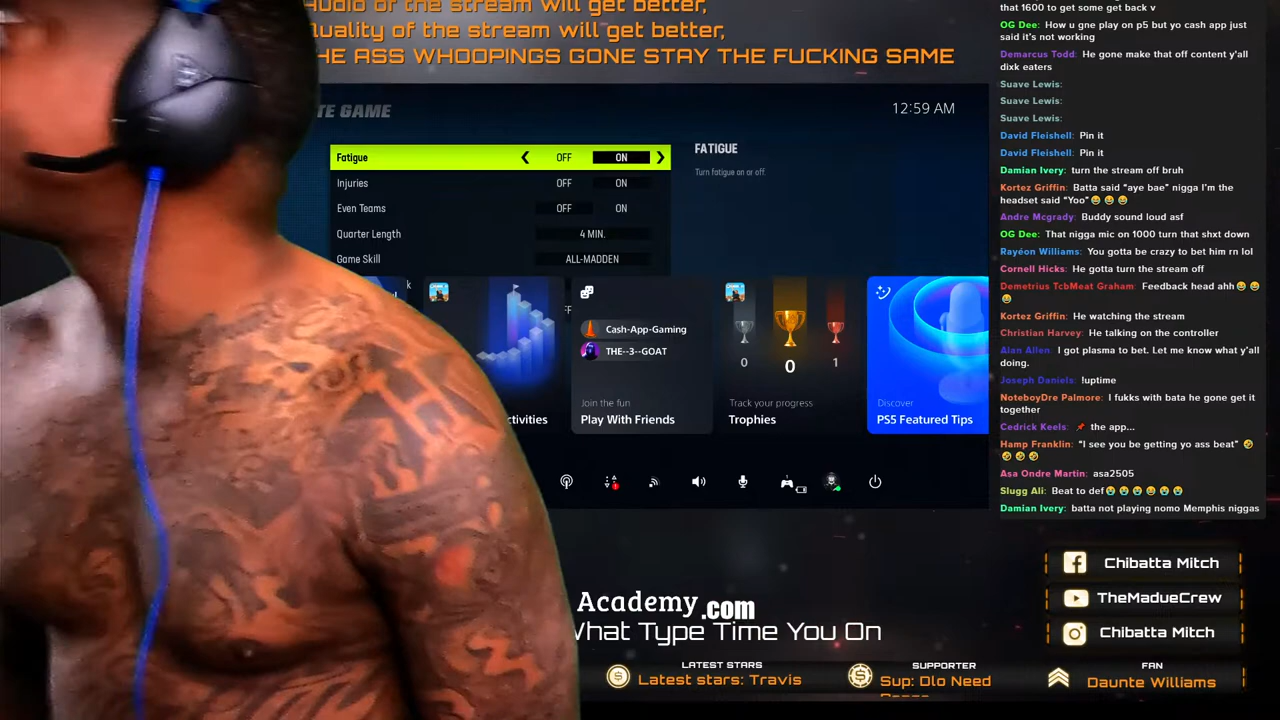 Audio of the stream will get better,
Quality of the stream will get better,
HE ASS WHOOPINGS GONE STAY THE FUCKING SAME
TE GAME
12:59 AM
Fatigue OFF ON
Injuries OFF ON
Even Teams OFF ON
Quarter Length 4 MIN.
Game Skill ALL-MADDEN
FATIGUE
Turn fatigue on or off.
ctivities
Cash-App-Gaming
THE--3--GOAT
Join the fun
Play With Friends
0 0 1
Track your progress
Trophies
Discover
PS5 Featured Tips
that 1600 to get some get back v
OG Dee: How u gne play on p5 but yo cash app just
said it's not working
Demarcus Todd: He gone make that off content y'all
dixk eaters
Suave Lewis:
Suave Lewis:
Suave Lewis:
David Fleishell: Pin it
David Fleishell: Pin it
Damian Ivery: turn the stream off bruh
Kortez Griffin: Batta said “aye bae” nigga I’m the
headset said “Yoo”😂😂😂
Andre Mcgrady: Buddy sound loud asf
OG Dee: That nigga mic on 1000 turn that shxt down
Rayéon Williams: You gotta be crazy to bet him rn lol
Cornell Hicks: He gotta turn the stream off
Demetrius TcbMeat Graham: Feedback head ahh 😂😂
😂
Kortez Griffin: He watching the stream
Christian Harvey: He talking on the controller
Alan Allen: I got plasma to bet. Let me know what y'all
doing.
Joseph Daniels: !uptime
NoteboyDre Palmore: I fukks with bata he gone get it
together
Cedrick Keels: 📌 the app...
Hamp Franklin: “I see you be getting yo ass beat” 🤣
🤣🤣🤣
Asa Ondre Martin: asa2505
Slugg Ali: Beat to def😭😭😭😂😭😭
Damian Ivery: batta not playing nomo Memphis niggas
Chibatta Mitch
TheMadueCrew
Chibatta Mitch
Academy.com
What Type Time You On
LATEST STARS
Latest stars: Travis
SUPPORTER
Sup: Dlo Need
FAN
Daunte Williams